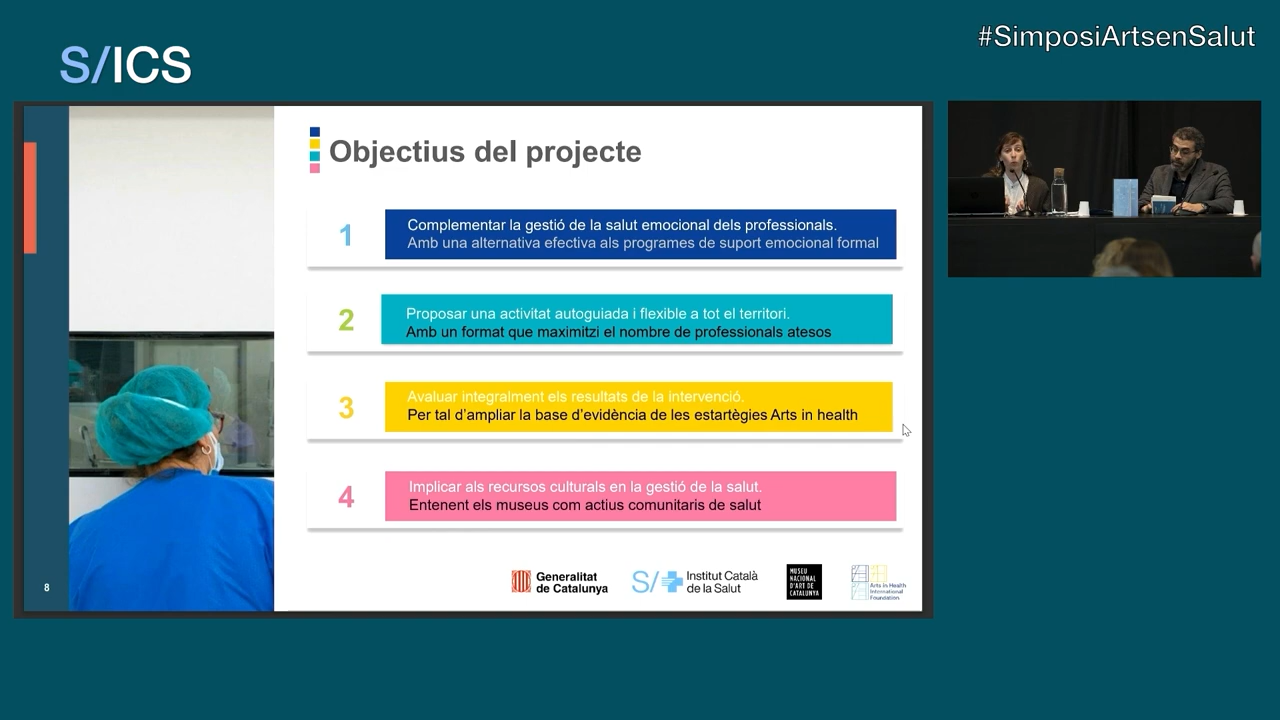 S/ICS
#SimposiArtsenSalut
Objectius del projecte
1
Complementar la gestió de la salut emocional dels professionals.
Amb una alternativa efectiva als programes de suport emocional formal
2
Proposar una activitat autoguiada i flexible a tot el territori.
Amb un format que maximitzi el nombre de professionals atesos
3
Avaluar integralment els resultats de la intervenció.
Per tal d'ampliar la base d'evidència de les estartègies Arts in health
4
Implicar als recursos culturals en la gestió de la salut.
Entenent els museus com actius comunitaris de salut
8
Generalitat
de Catalunya
S/
Institut Català
de la Salut
MUSEU
NACIONAL
D'ART DE
CATALUNYA
Arts in Health
International
Foundation